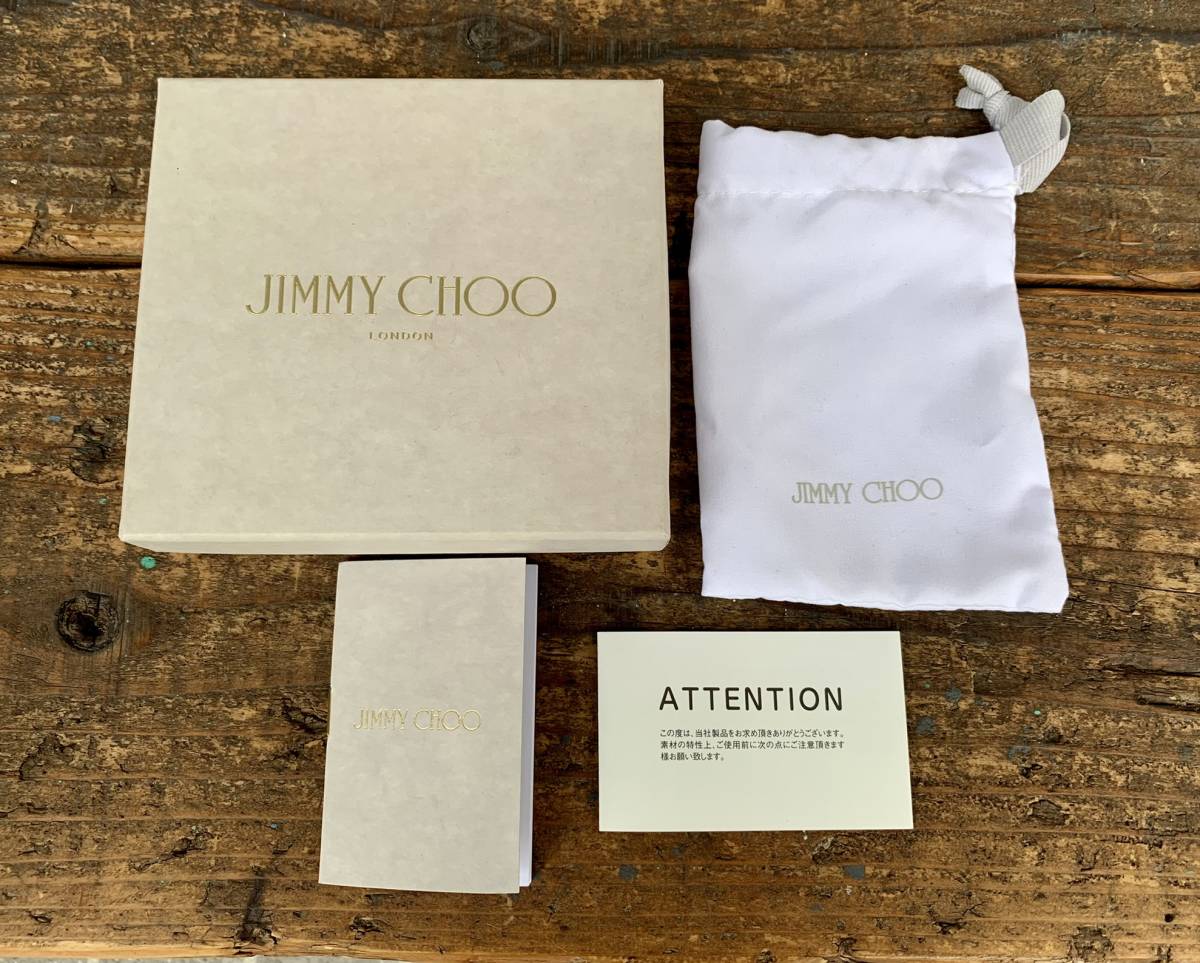 JIMMY CHOO
LONDON
JIMMY CHOO
JIMMY CHOO
ATTENTION
この度は、当社製品をお求め頂きありがとうございます。
素材の特性上、ご使用前に次の点にご注意頂きます
様お願い致します。